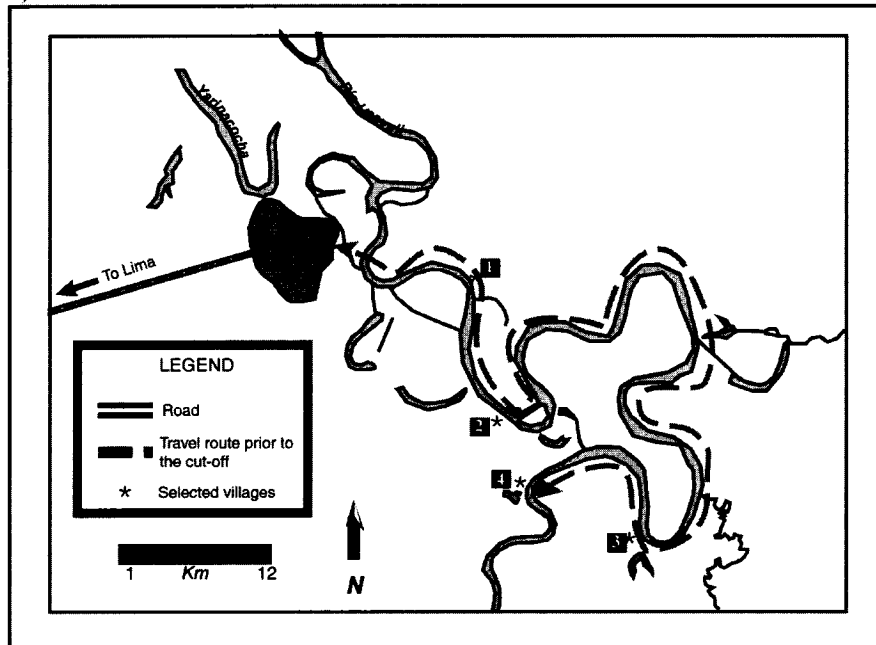 Yarinacocha
To Lima
1
2
4
3
LEGEND
Road
Travel route prior to
the cut-off
* Selected villages
1 Km 12
N